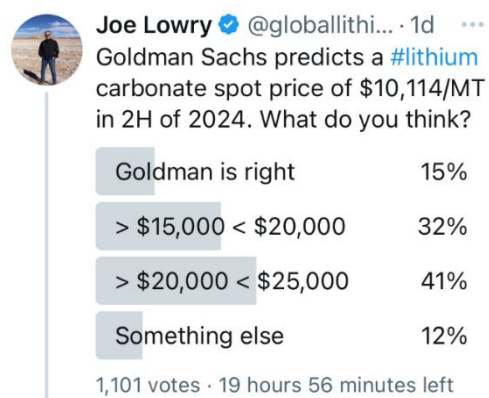 Joe Lowry @globallithi... · 1d ...
Goldman Sachs predicts a #lithium
carbonate spot price of $10,114/MT
in 2H of 2024. What do you think?
Goldman is right 15%
> $15,000 < $20,000 32%
> $20,000 < $25,000 41%
Something else 12%
1,101 votes · 19 hours 56 minutes left